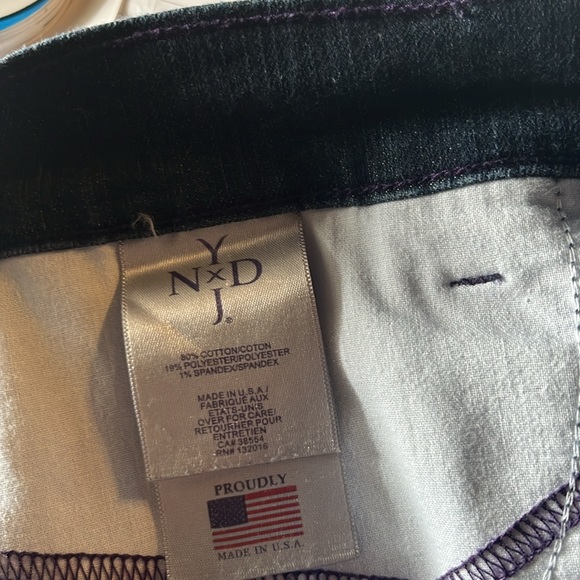 Y
N x D
J®
80% COTTON/COTON
19% POLYESTER/POLYESTER
1% SPANDEX/SPANDEX
MADE IN U.S.A /
FABRIQUE AUX
ETATS-UNIS
OVER FOR CARE/
RETOURNER POUR
ENTRETIEN
CA# 38554
RN# 132016
PROUDLY
MADE IN U.S.A.